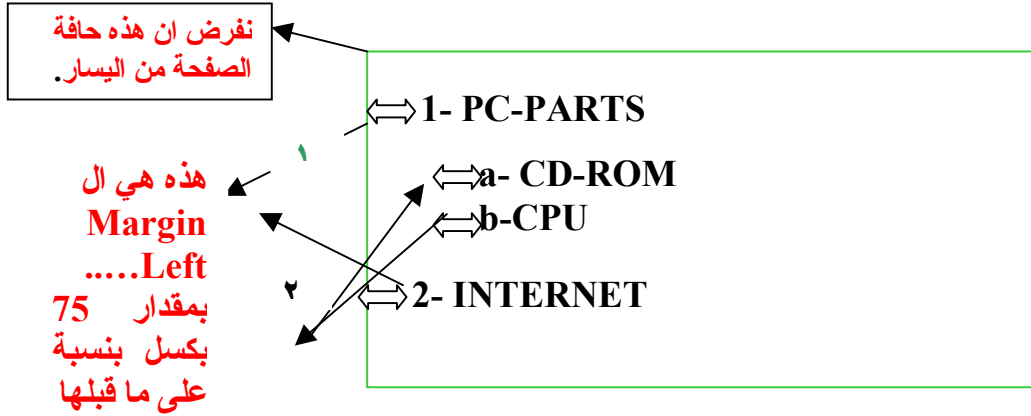 نفرض ان هذه حافة
الصفحة من اليسار.
1- PC-PARTS
١
a- CD-ROM
هذه هي ال
Margin
Left.....
b-CPU
٢
2- INTERNET
بمقدار 75
بكسل بنسبة
على ما قبلها